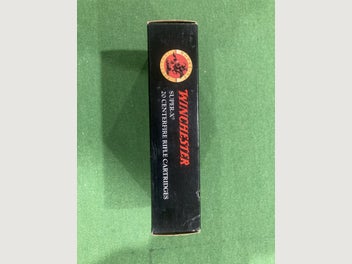 WINCHESTER
SUPER-X®
20 CENTERFIRE RIFLE CARTRIDGES